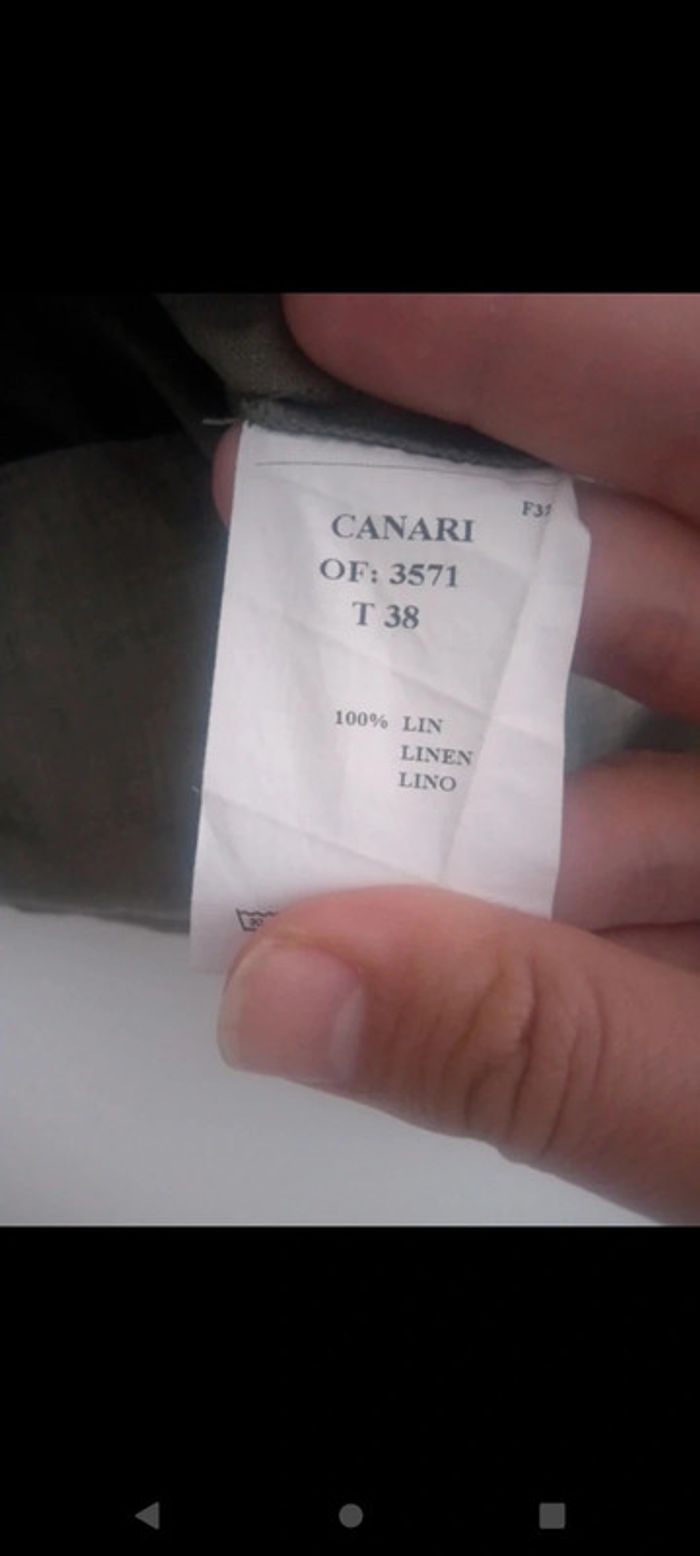 CANARI
OF: 3571
T 38
100% LIN
LINEN
LINO